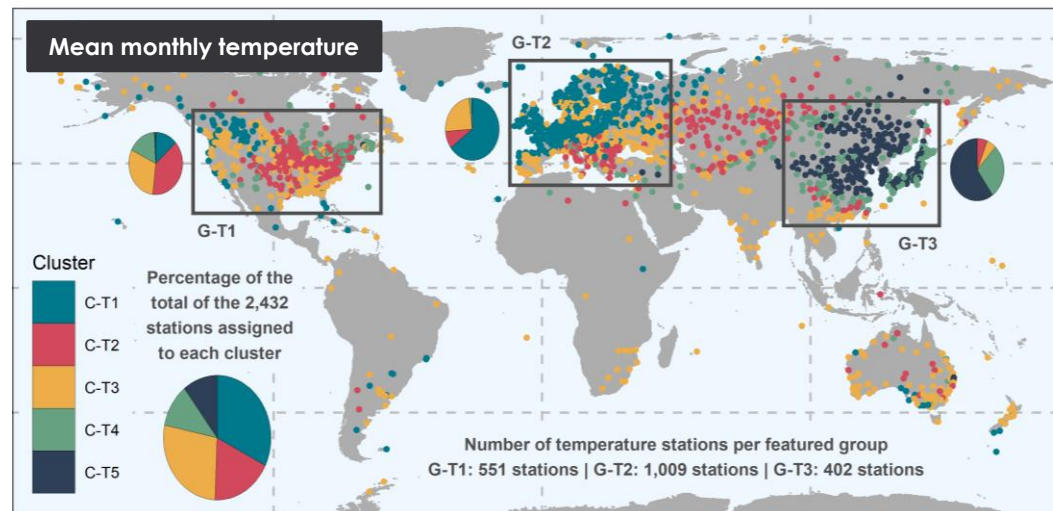 Mean monthly temperature
G-T2
G-T1
G-T3
Cluster
C-T1
C-T2
C-T3
C-T4
C-T5
Percentage of the
total of the 2,432
stations assigned
to each cluster
Number of temperature stations per featured group
G-T1: 551 stations | G-T2: 1,009 stations | G-T3: 402 stations